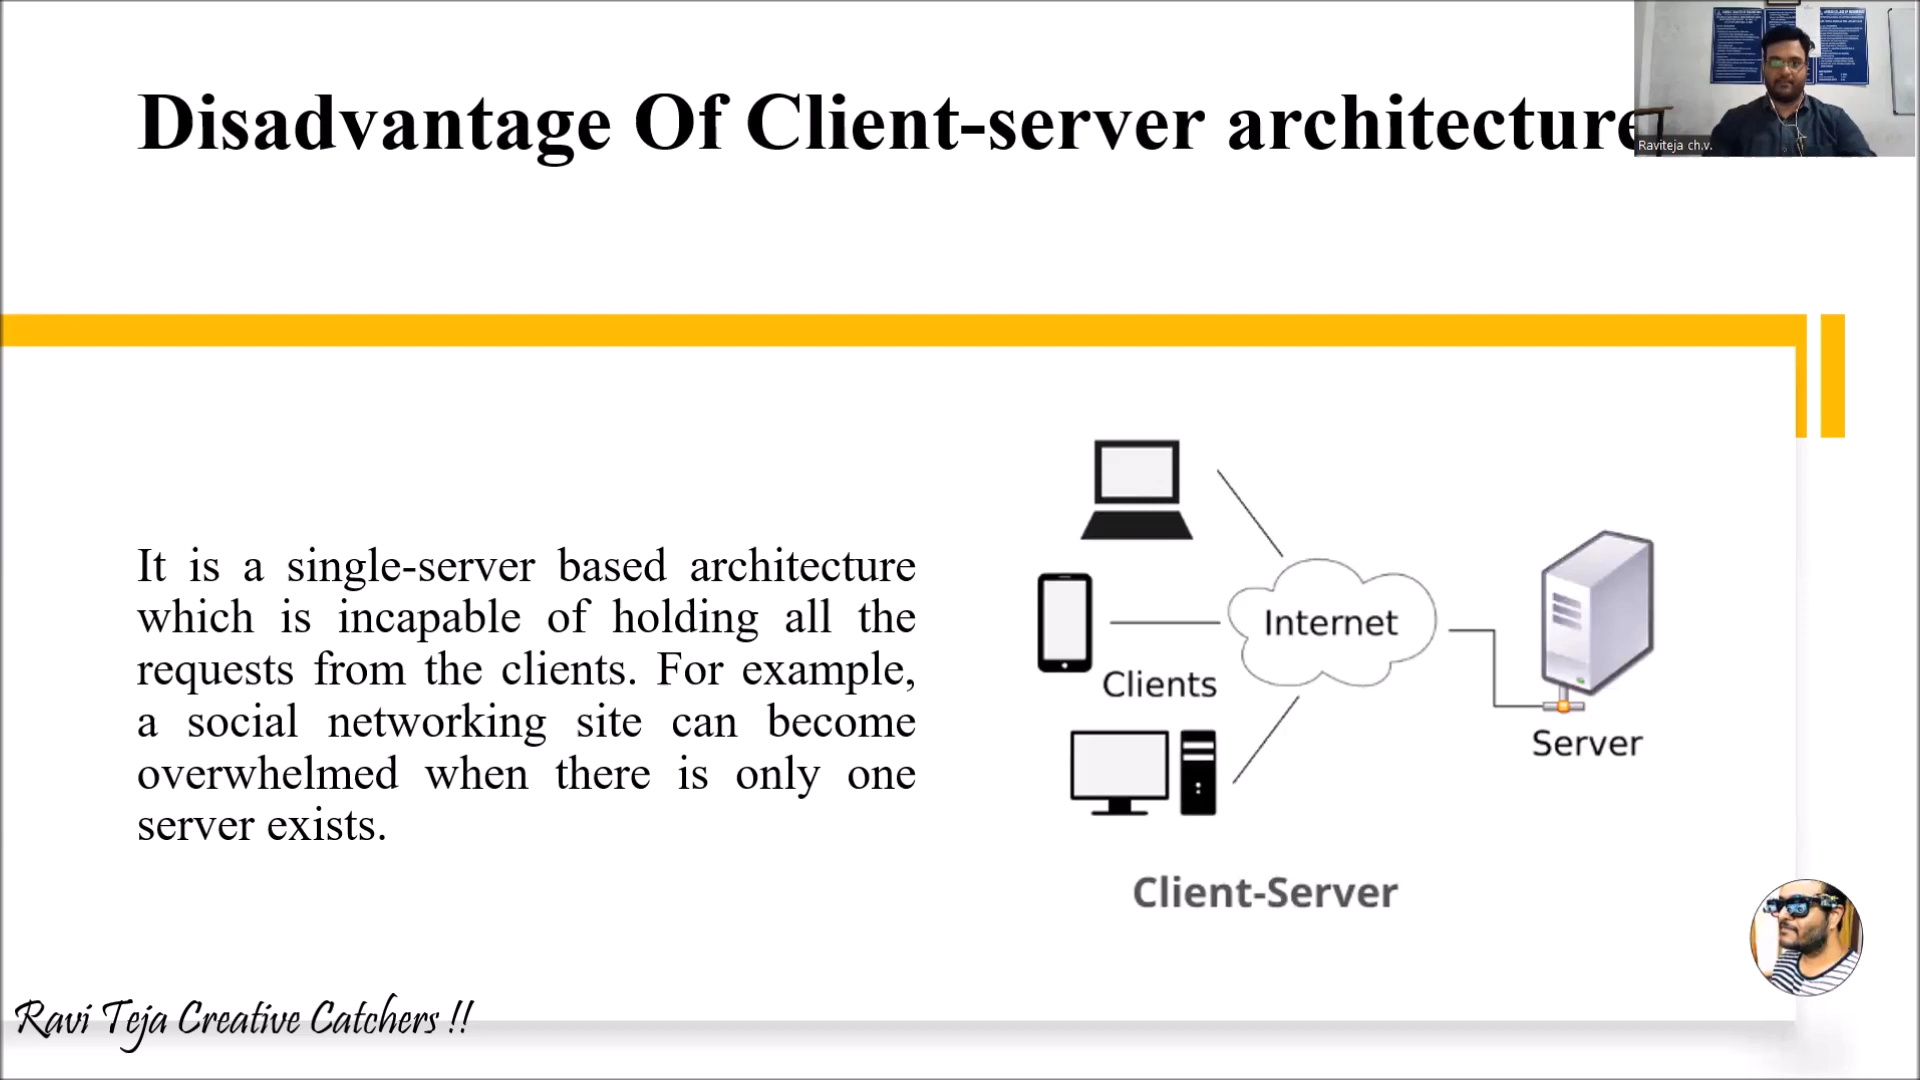 Disadvantage Of Client-server architecture
Raviteja ch.v.
It is a single-server based architecture
which is incapable of holding all the
requests from the clients. For example,
a social networking site can become
overwhelmed when there is only one
server exists.
Internet
Clients
Server
Client-Server
Ravi Teja Creative Catchers !!